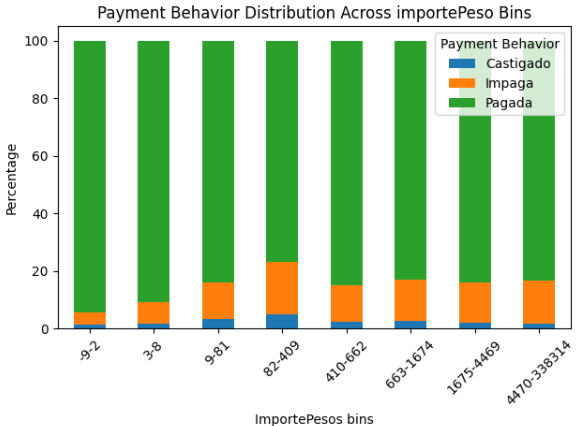 Payment Behavior Distribution Across importePeso Bins
100
80
60
40
20
0
Percentage
Payment Behavior
Castigado
Impaga
Pagada
-9-2
3-8
9-81
82-409
410-662
663-1674
1675-4469
4470-338314
ImportePesos bins